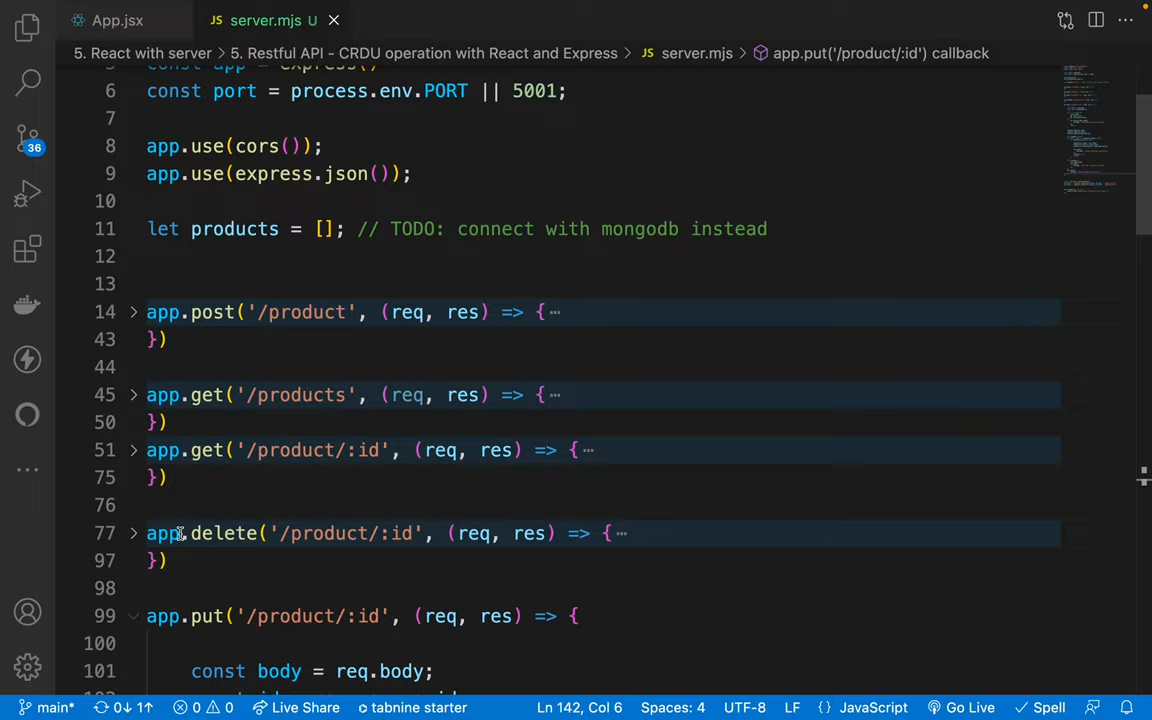 App.jsx
JS server.mjs U
5. React with server > 5. Restful API - CRDU operation with React and Express > JS server.mjs > app.put('/product/:id') callback
5 const app = express()
6 const port = process.env.PORT || 5001;
7
8 app.use(cors());
9 app.use(express.json());
10
11 let products = []; // TODO: connect with mongodb instead
12
13
14 app.post('/product', (req, res) => {
43 })
44
45 app.get('/products', (req, res) => {
50 })
51 app.get('/product/:id', (req, res) => {
75 })
76
77 app.delete('/product/:id', (req, res) => {
97 })
98
99 app.put('/product/:id', (req, res) => {
100
101 const body = req.body;
36
main* 0↓ 1↑ 0 0 Live Share tabnine starter Ln 142, Col 6 Spaces: 4 UTF-8 LF {} JavaScript Go Live Spell